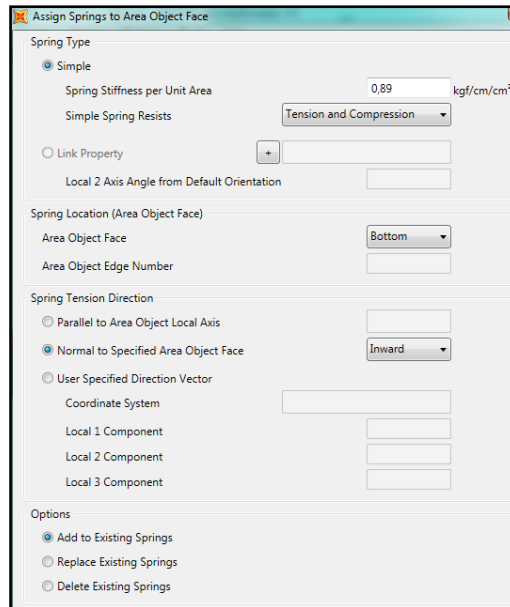 Assign Springs to Area Object Face
Spring Type
Simple
Spring Stiffness per Unit Area 0,89 kgf/cm/cm²
Simple Spring Resists Tension and Compression
Link Property +
Local 2 Axis Angle from Default Orientation
Spring Location (Area Object Face)
Area Object Face Bottom
Area Object Edge Number
Spring Tension Direction
Parallel to Area Object Local Axis
Normal to Specified Area Object Face Inward
User Specified Direction Vector
Coordinate System
Local 1 Component
Local 2 Component
Local 3 Component
Options
Add to Existing Springs
Replace Existing Springs
Delete Existing Springs